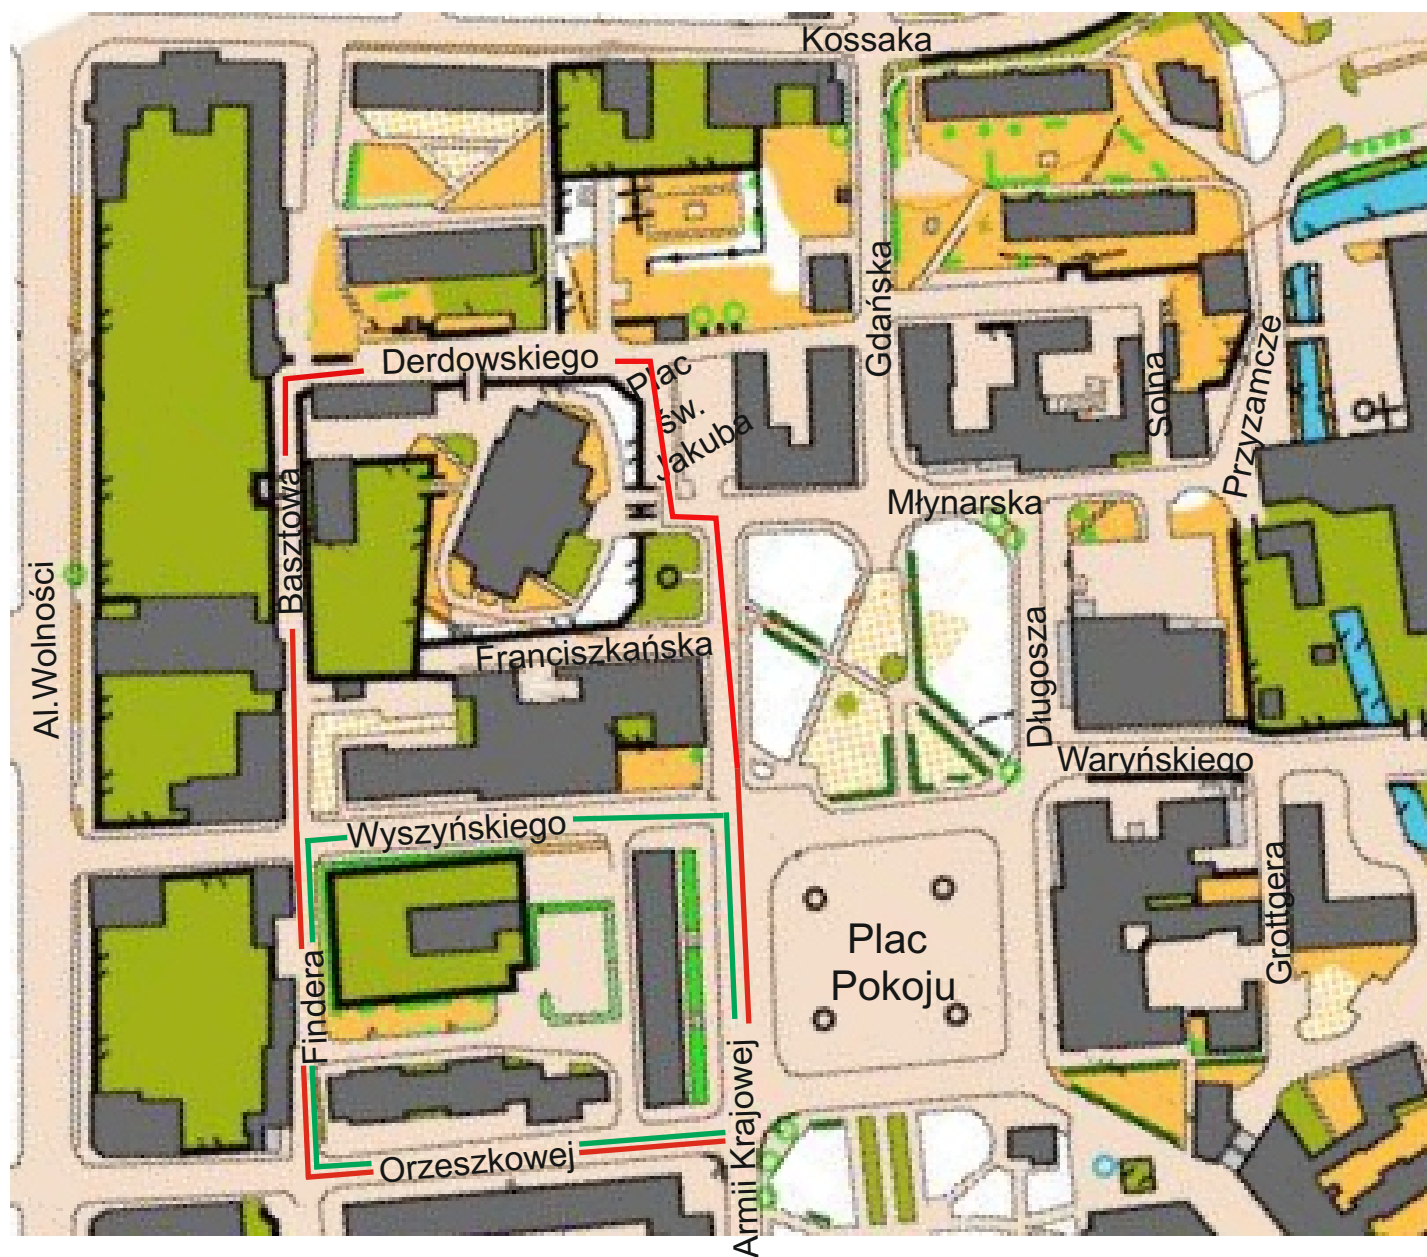 Kossaka
Derdowskiego
Plac
św.
Jakuba
Gdańska
Solna
Przyzamcze
Basztowa
Młynarska
Al. Wolności
Franciszkańska
Długosza
Waryńskiego
Wyszyńskiego
Findera
Plac
Pokoju
Grottgera
Orzeszkowej
Armii Krajowej